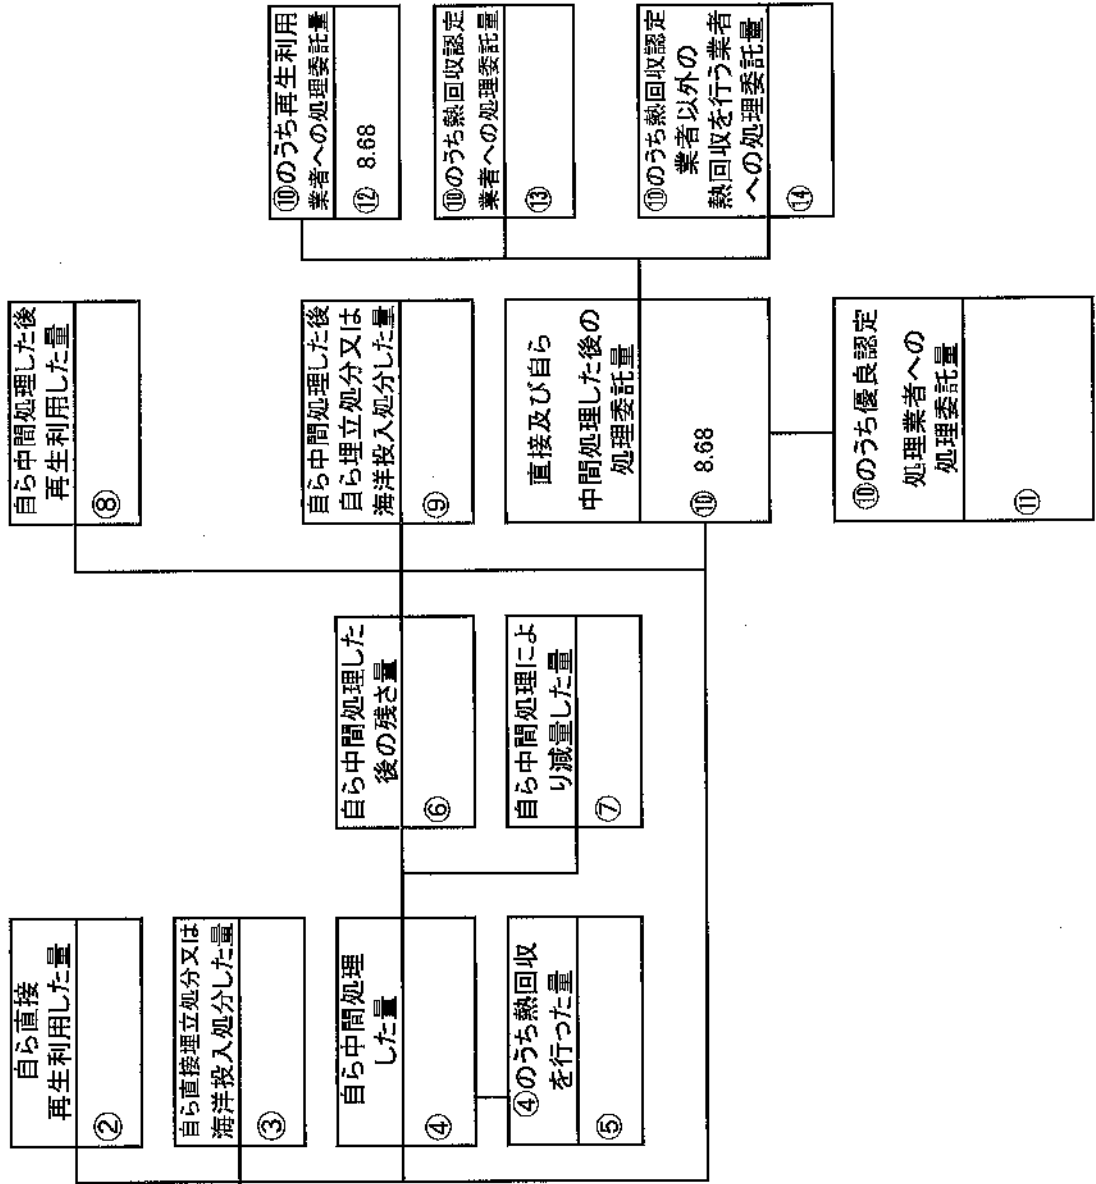 自ら直接
再生利用した量
②
自ら直接埋立処分又は
海洋投入処分した量
③
自ら中間処理
した量
④
④のうち熱回収
を行った量
⑤
自ら中間処理した
後の残さ量
⑥
自ら中間処理によ
り減量した量
⑦
自ら中間処理した後
再生利用した量
⑧
自ら中間処理した後
自ら埋立処分又は
海洋投入処分した量
⑨
直接及び自ら
中間処理した後の
処理委託量
⑩ 8.68
⑩のうち優良認定
処理業者への
処理委託量
⑪
⑩のうち再生利用
業者への処理委託量
⑫ 8.68
⑩のうち熱回収認定
業者への処理委託量
⑬
⑩のうち熱回収認定
業者以外の
熱回収を行う業者
への処理委託量
⑭